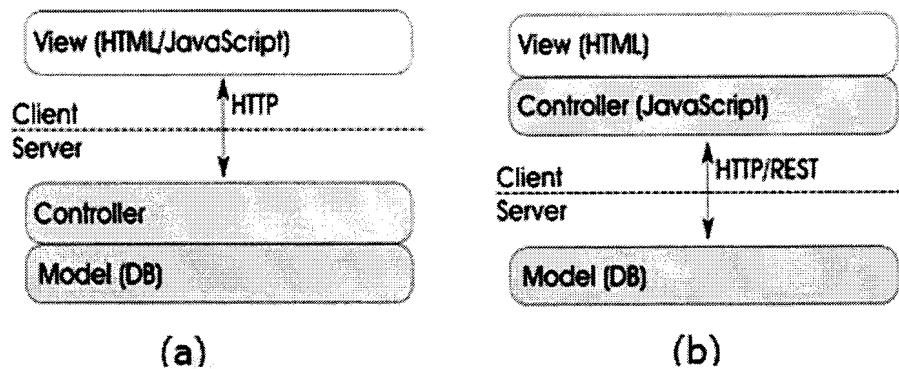 View (HTML/JavaScript)
HTTP
Client
Server
Controller
Model (DB)
(a)
View (HTML)
Controller (JavaScript)
HTTP/REST
Client
Server
Model (DB)
(b)